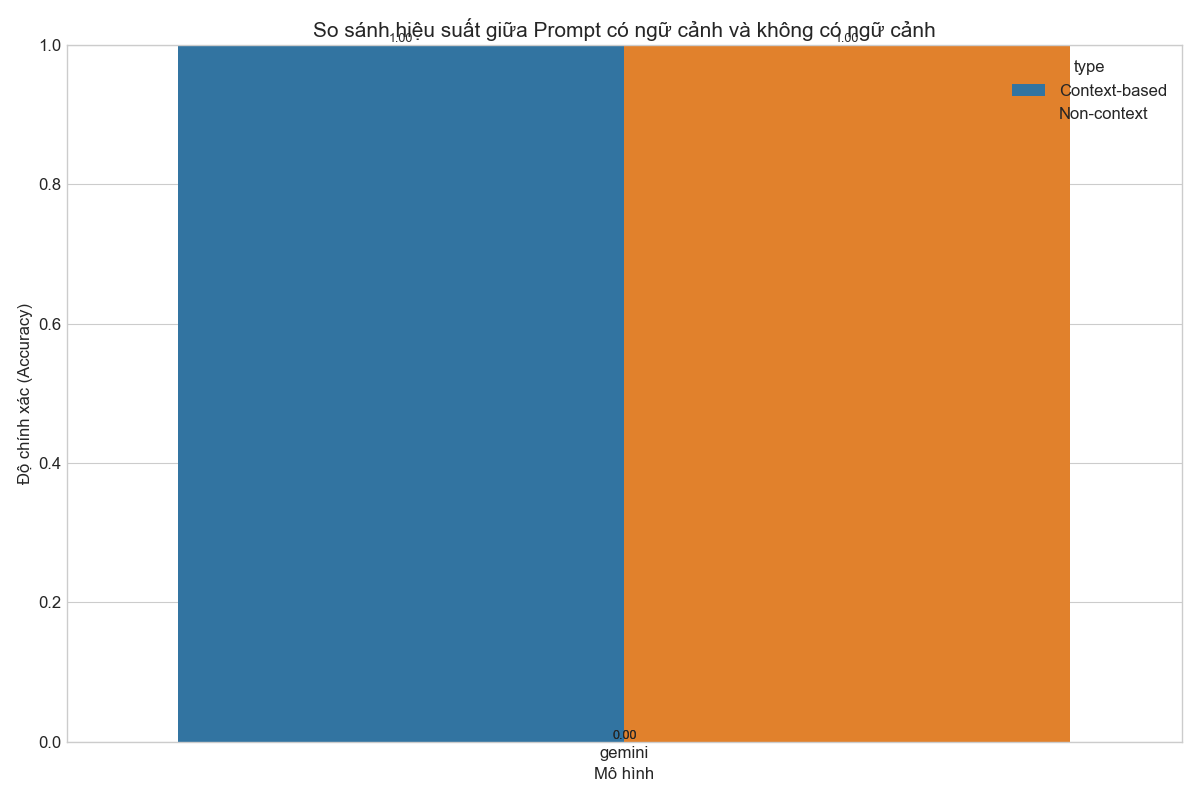 So sánh hiệu suất giữa Prompt có ngữ cảnh và không có ngữ cảnh
1.00
1.00
type
Context-based
Non-context
1.0
0.8
0.6
0.4
0.2
0.0
Độ chính xác (Accuracy)
0.00
gemini
Mô hình